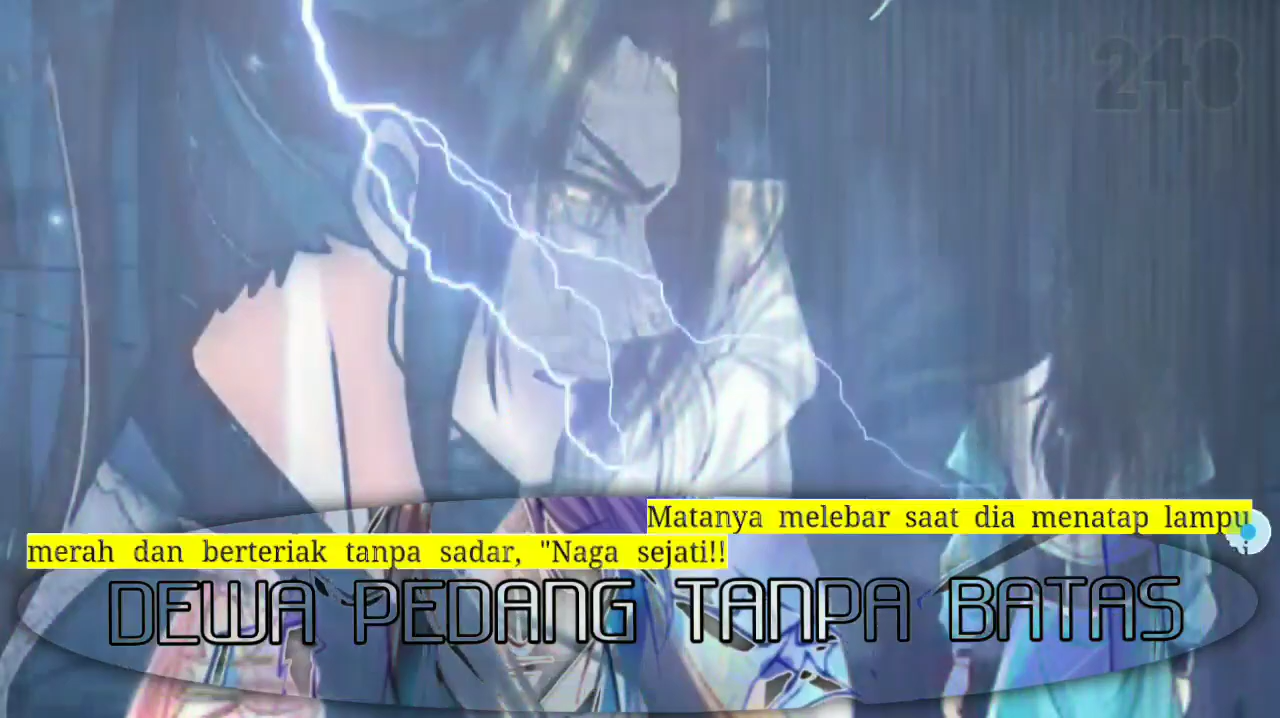 248
Matanya melebar saat dia menatap lampu
merah dan berteriak tanpa sadar, "Naga sejati!!
DEWA PEDANG TANPA BATAS